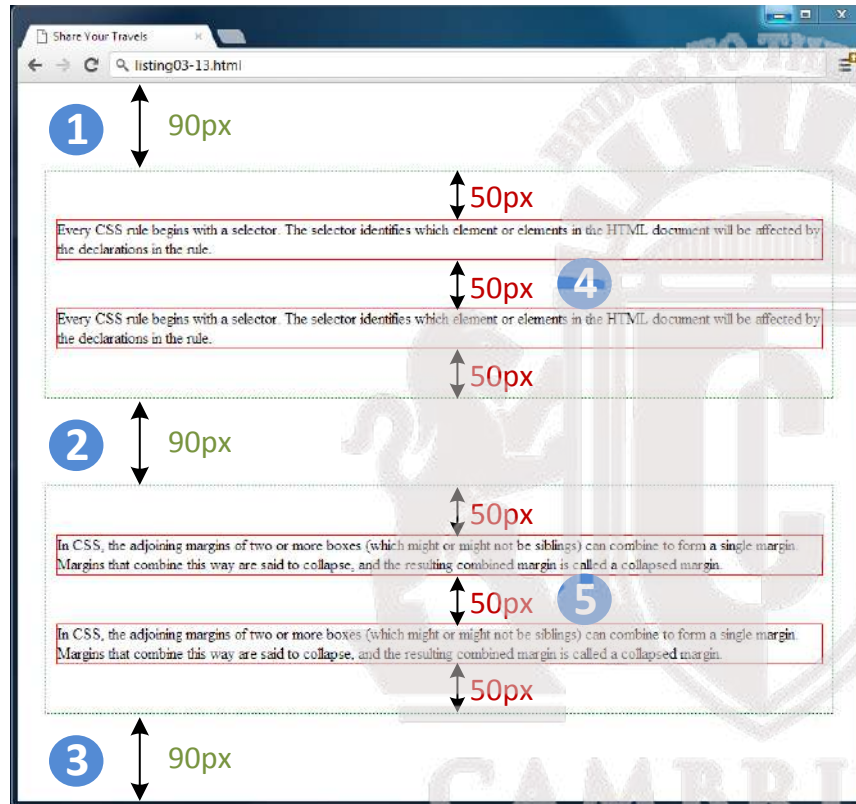 Share Your Travels
listing03-13.html
1
90px
50px
Every CSS rule begins with a selector. The selector identifies which element or elements in the HTML document will be affected by
the declarations in the rule.
50px
4
Every CSS rule begins with a selector. The selector identifies which element or elements in the HTML document will be affected by
the declarations in the rule.
50px
2
90px
50px
In CSS, the adjoining margins of two or more boxes (which might or might not be siblings) can combine to form a single margin.
Margins that combine this way are said to collapse, and the resulting combined margin is called a collapsed margin.
50px
5
In CSS, the adjoining margins of two or more boxes (which might or might not be siblings) can combine to form a single margin.
Margins that combine this way are said to collapse, and the resulting combined margin is called a collapsed margin.
50px
3
90px
BRIDGE TO THE
C